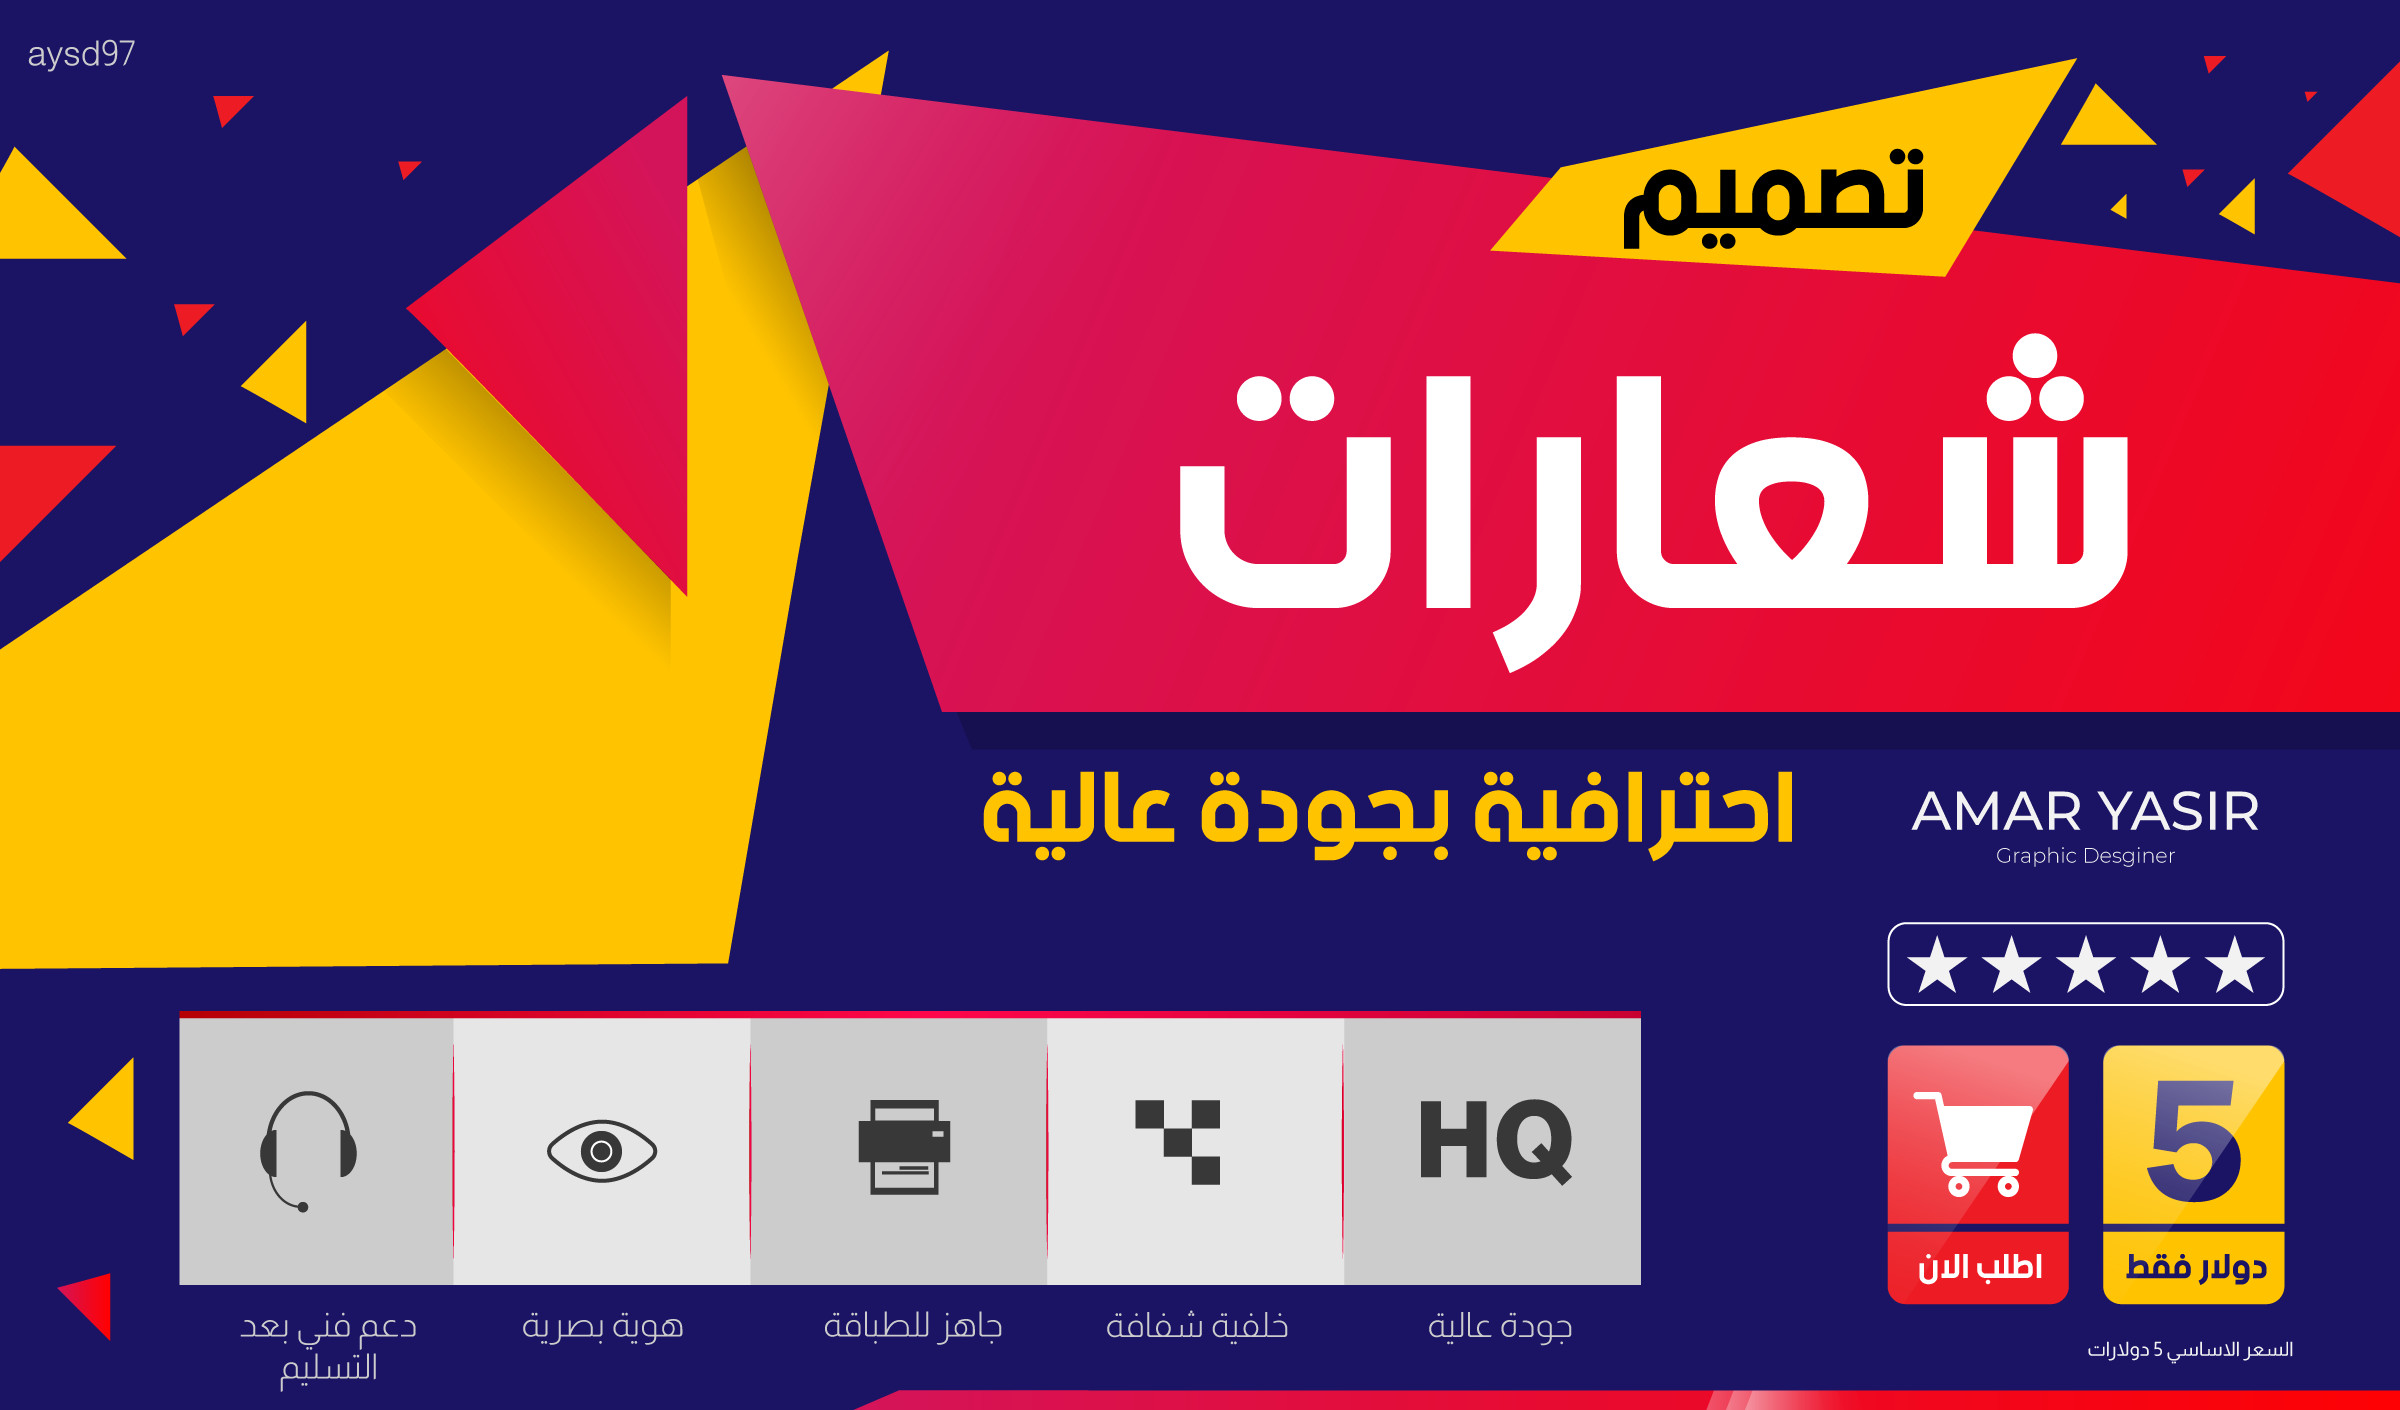 aysd97
تصميم
شعارات
احترافية بجودة عالية
AMAR YASIR
Graphic Desginer
HQ
جودة عالية
خلفية شفافة
جاهز للطباقة
هوية بصرية
دعم فني بعد
التسليم
5
دولار فقط
اطلب الان
السعر الاساسي 5 دولارات